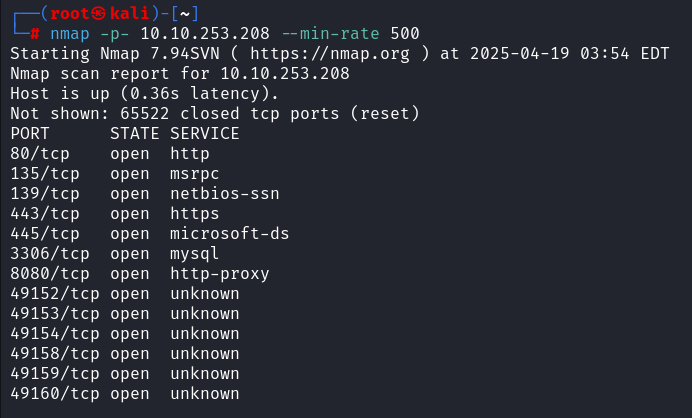 ┌──(root㉿kali)-[~]
└─# nmap -p- 10.10.253.208 --min-rate 500
Starting Nmap 7.94SVN ( https://nmap.org ) at 2025-04-19 03:54 EDT
Nmap scan report for 10.10.253.208
Host is up (0.36s latency).
Not shown: 65522 closed tcp ports (reset)
PORT      STATE SERVICE
80/tcp    open  http
135/tcp   open  msrpc
139/tcp   open  netbios-ssn
443/tcp   open  https
445/tcp   open  microsoft-ds
3306/tcp  open  mysql
8080/tcp  open  http-proxy
49152/tcp open  unknown
49153/tcp open  unknown
49154/tcp open  unknown
49158/tcp open  unknown
49159/tcp open  unknown
49160/tcp open  unknown